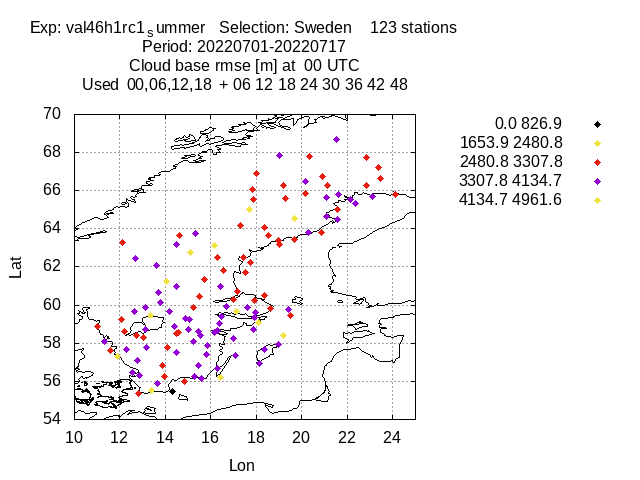 Exp: val46h1rc1summer Selection: Sweden 123 stations
Period: 20220701-20220717
Cloud base rmse [m] at 00 UTC
Used 00,06,12,18 + 06 12 18 24 30 36 42 48
0.0 826.9
1653.9 2480.8
2480.8 3307.8
3307.8 4134.7
4134.7 4961.6
Lat
70
68
66
64
62
60
58
56
54
10 12 14 16 18 20 22 24
Lon